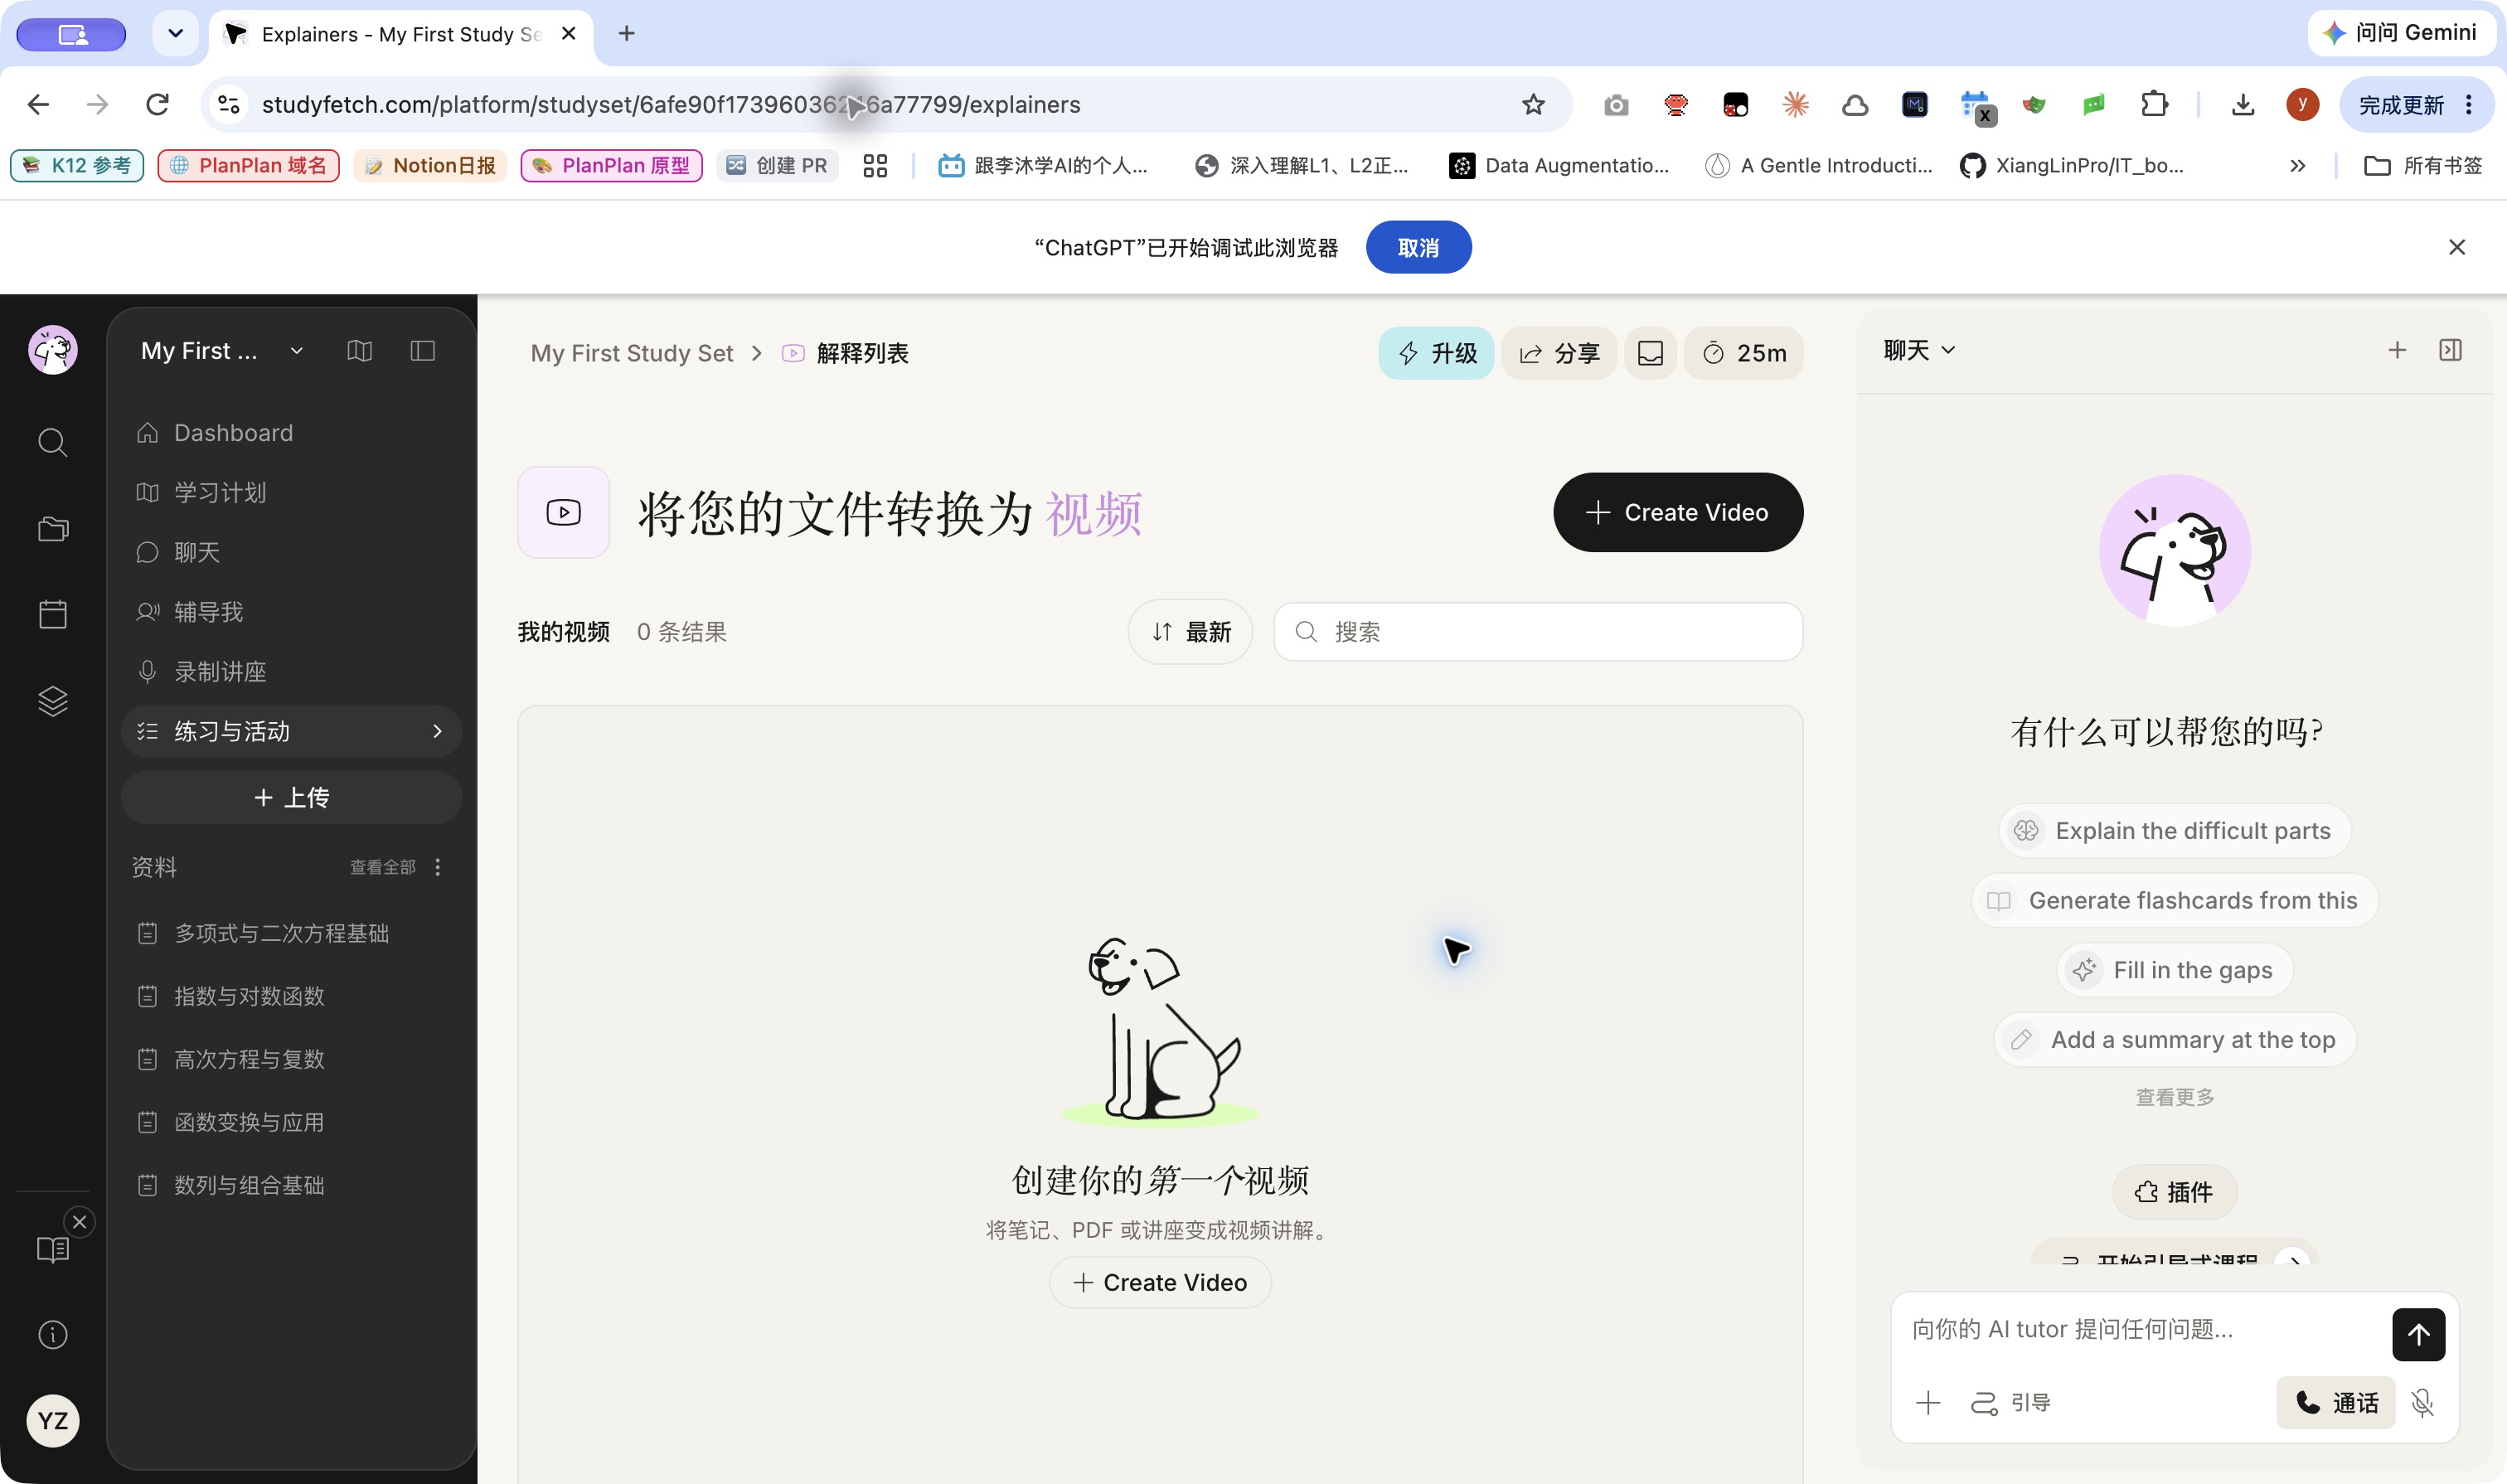 Explainers - My First Study Se
问问 Gemini
studyfetch.com/platform/studyset/6afe90f17396036246a77799/explainers
X
y
完成更新
K12 参考
PlanPlan 域名
Notion日报
PlanPlan 原型
创建 PR
跟李沐学AI的个人...
深入理解L1、L2正...
Data Augmentatio...
A Gentle Introducti...
XiangLinPro/IT_bo...
所有书签
“ChatGPT”已开始调试此浏览器
取消
My First ...
Dashboard
学习计划
聊天
辅导我
录制讲座
练习与活动
上传
资料
查看全部
多项式与二次方程基础
指数与对数函数
高次方程与复数
函数变换与应用
数列与组合基础
YZ
My First Study Set
解释列表
升级
分享
25m
将您的文件转换为 视频
Create Video
我的视频
0 条结果
最新
搜索
创建你的第一个视频
将笔记、PDF 或讲座变成视频讲解。
Create Video
聊天
有什么可以帮您的吗?
Explain the difficult parts
Generate flashcards from this
Fill in the gaps
Add a summary at the top
查看更多
插件
开始引导式课程
向你的 AI tutor 提问任何问题...
引导
通话